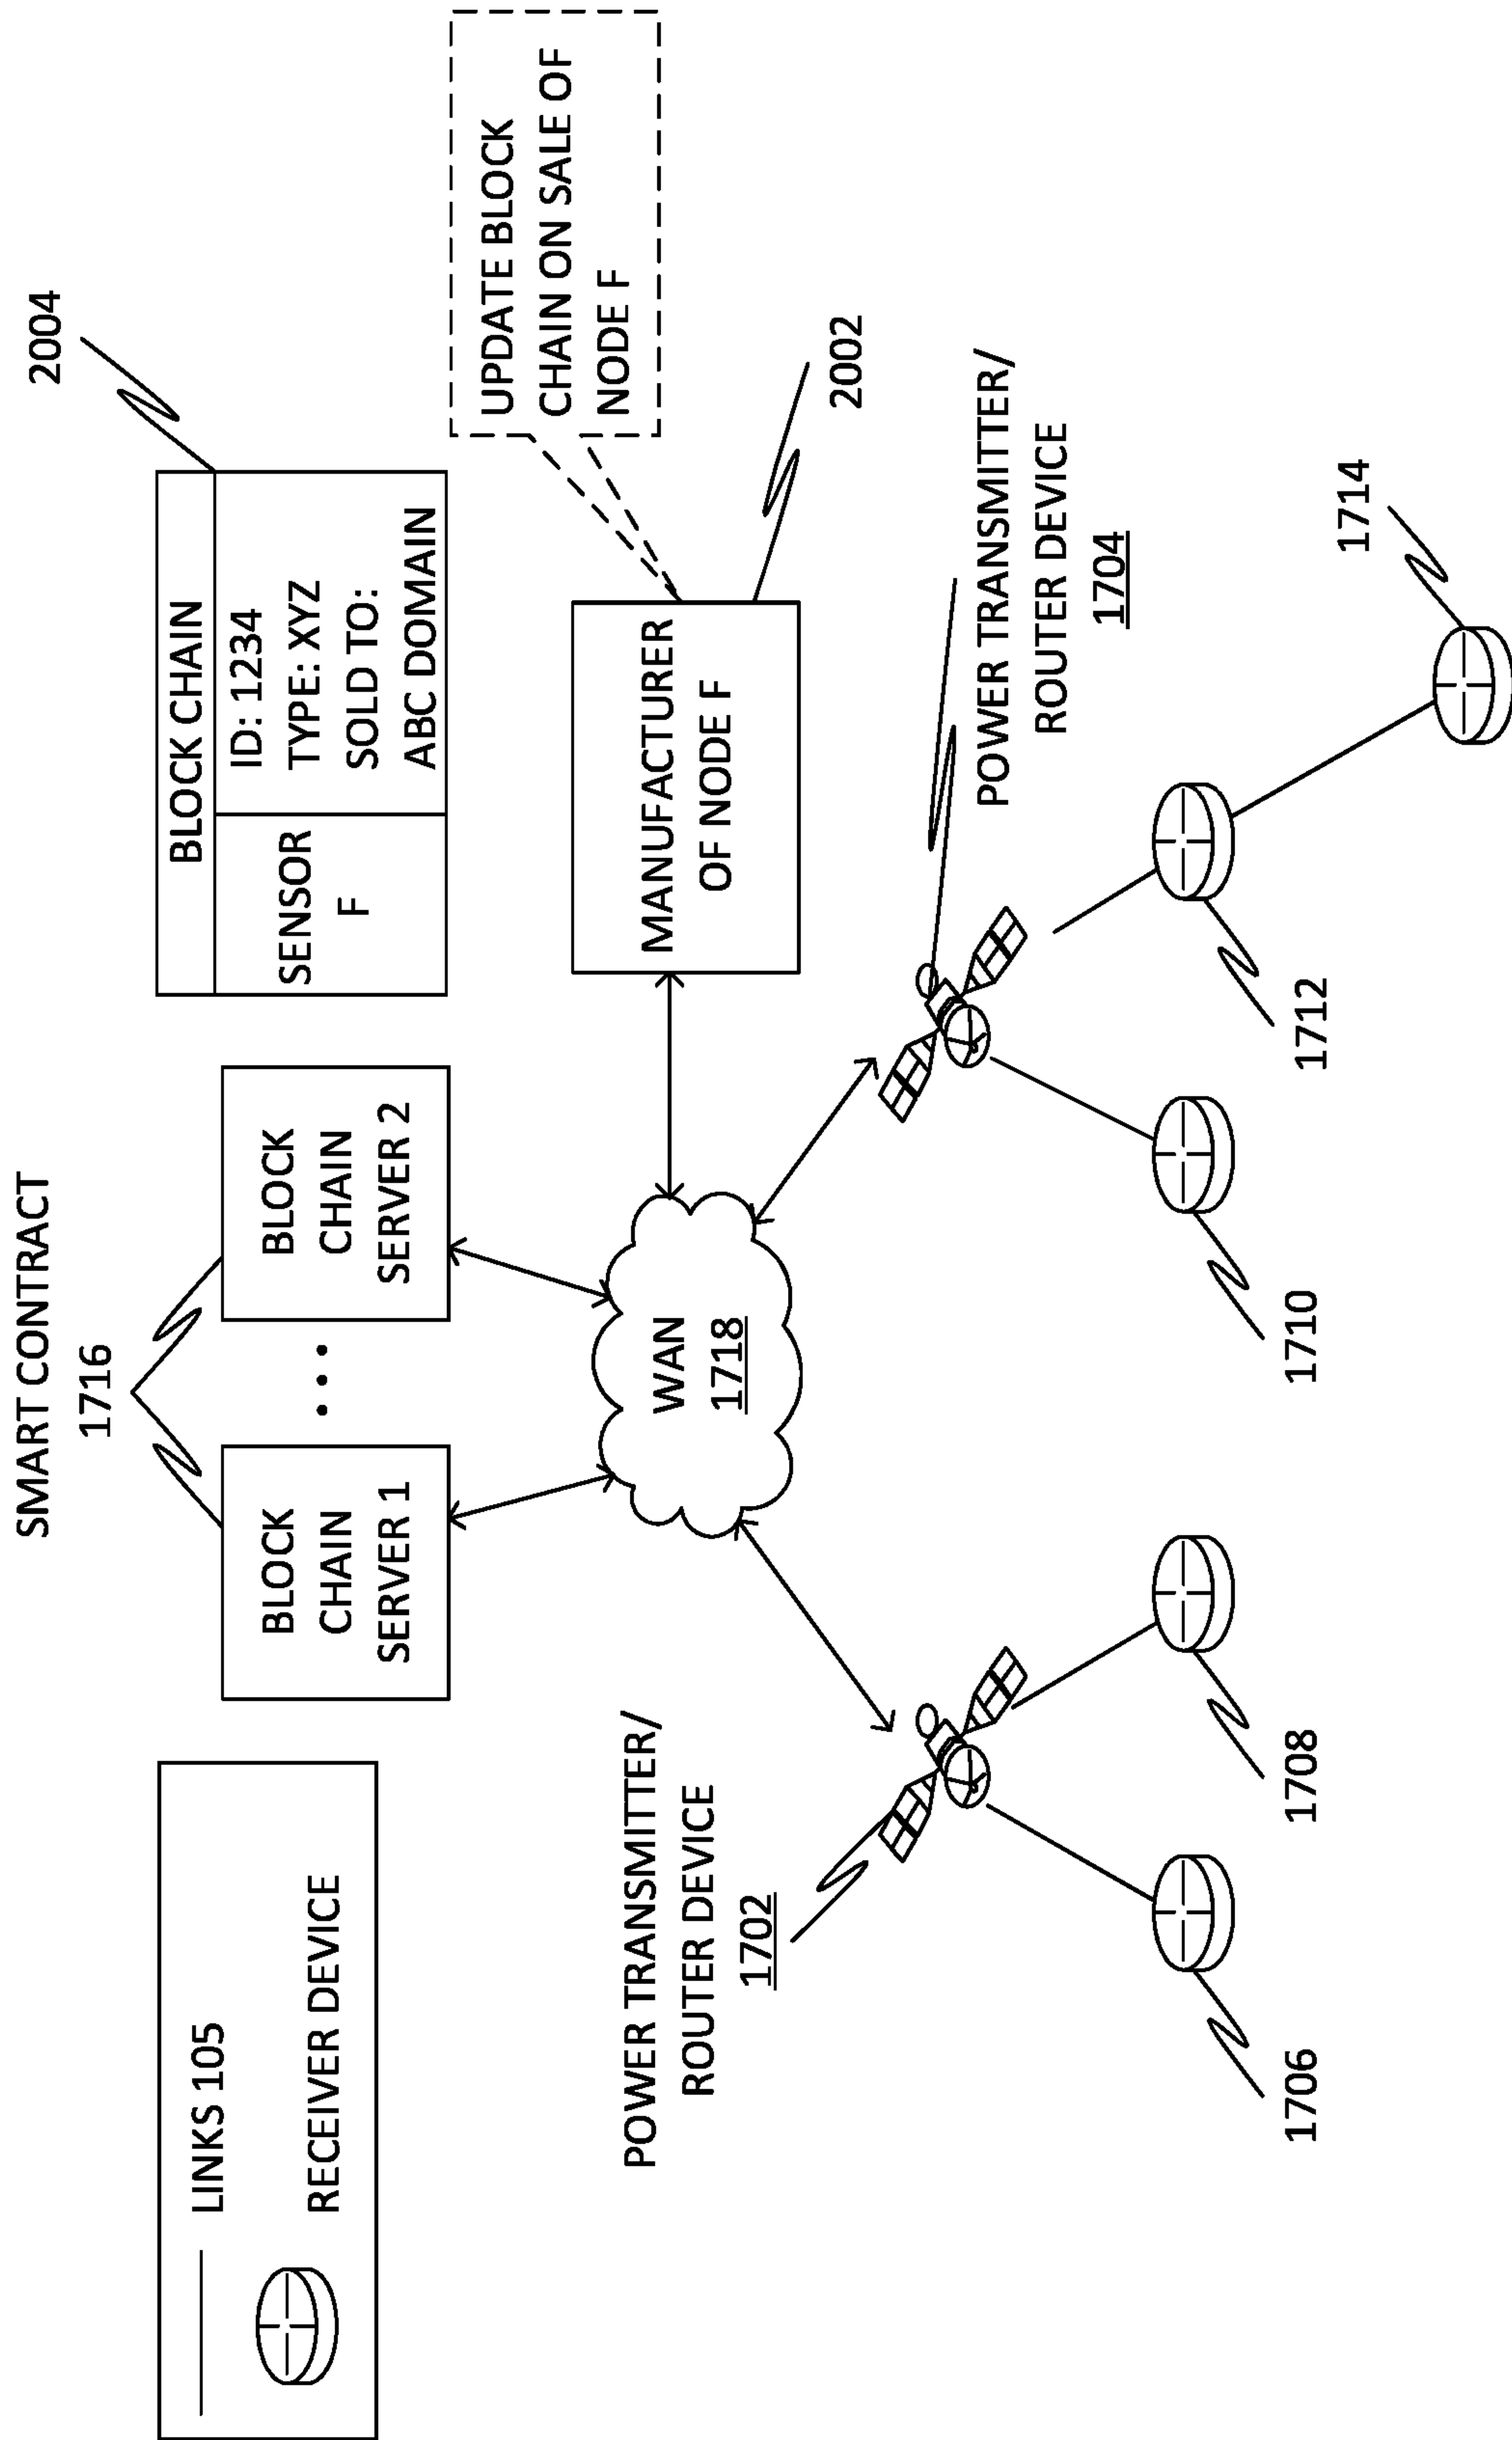 SMART CONTRACT
1716
2004
LINKS 105
RECEIVER DEVICE
BLOCK
CHAIN
SERVER 1
...
BLOCK
CHAIN
SERVER 2
BLOCK CHAIN
SENSOR
F
ID: 1234
TYPE: XYZ
SOLD TO:
ABC DOMAIN
UPDATE BLOCK
CHAIN ON SALE OF
NODE F
WAN
1718
MANUFACTURER
OF NODE F
2002
POWER TRANSMITTER/
ROUTER DEVICE
1702
POWER TRANSMITTER/
ROUTER DEVICE
1704
1706
1708
1710
1712
1714